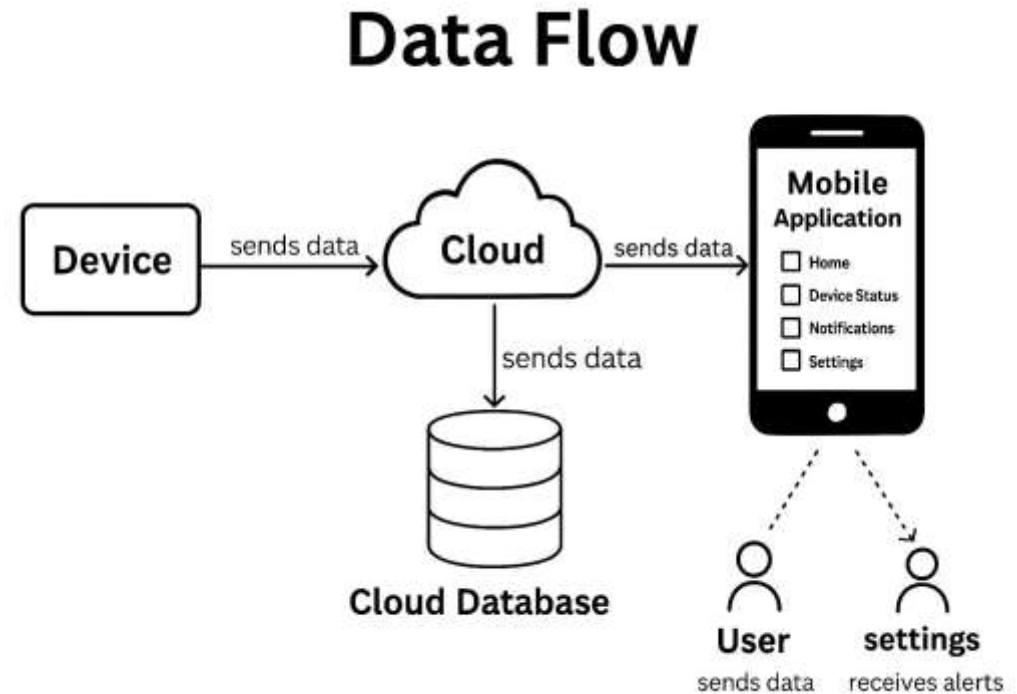 Data Flow
Device
sends data
Cloud
sends data
Mobile
Application
Home
Device Status
Notifications
Settings
sends data
Cloud Database
User
sends data
settings
receives alerts